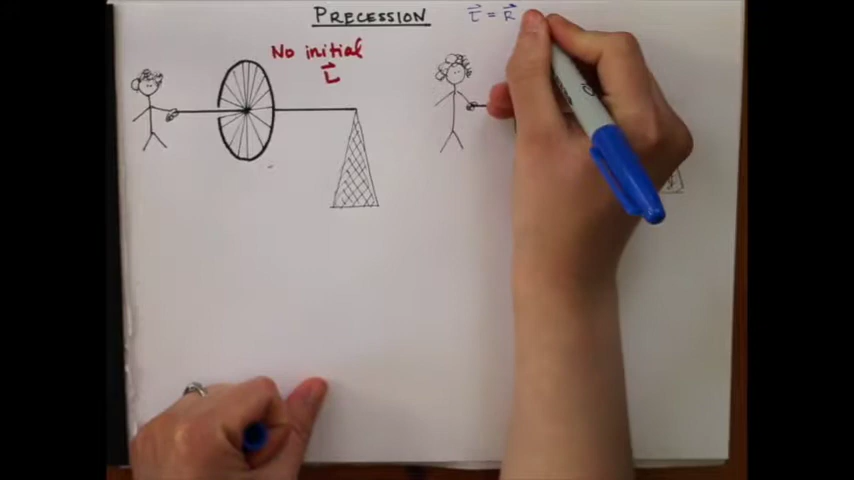 PRECESSION
τ⃗ = R⃗
No initial
L⃗